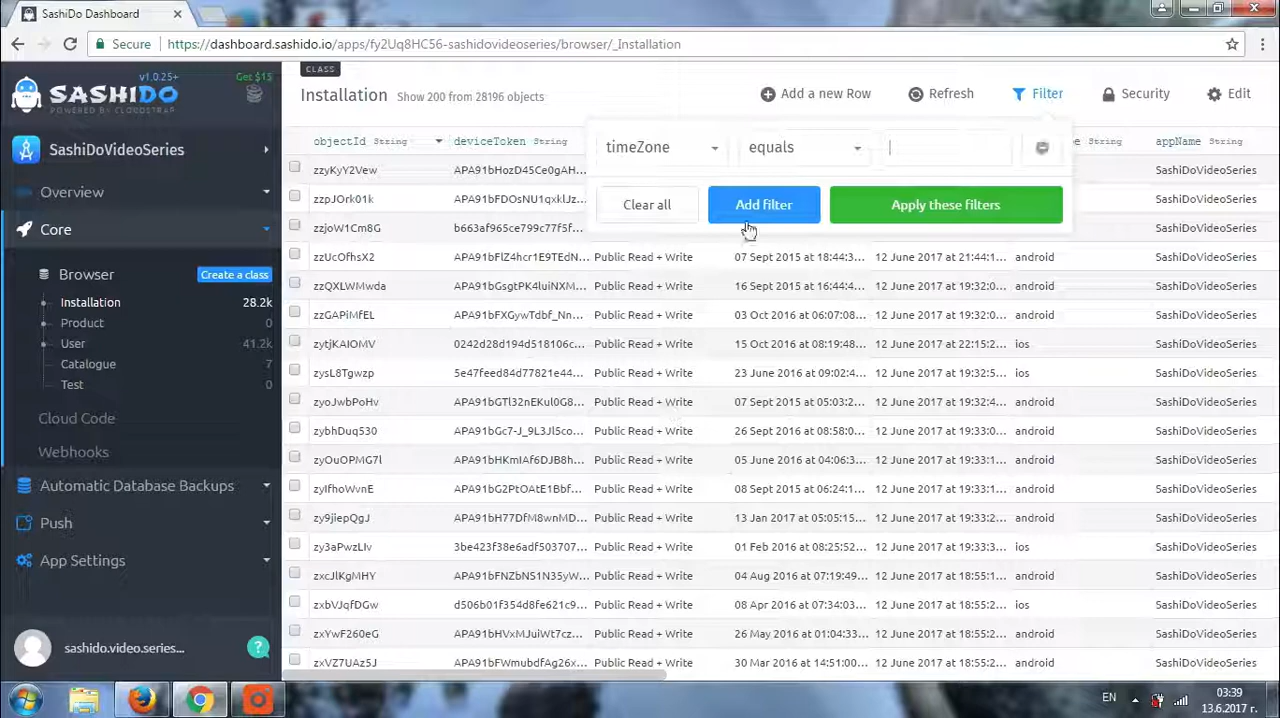 SashiDo Dashboard
Secure https://dashboard.sashido.io/apps/fy2Uq8HC56-sashidovideoseries/browser/_Installation
v1.0.25+
Get $15
SASHIDO
POWERED BY CLOUDSTRAP
SashiDoVideoSeries
Overview
Core
Browser
Create a class
Installation 28.2k
Product 0
User 41.2k
Catalogue 7
Test 0
Cloud Code
Webhooks
Automatic Database Backups
Push
App Settings
sashido.video.series...
?
CLASS
Installation Show 200 from 28196 objects
Add a new Row
Refresh
Filter
Security
Edit
timeZone equals
Clear all Add filter Apply these filters
objectId String deviceToken String String appName String
zzyKyY2Vew APA91bHozD45Ce0gAH... SashiDoVideoSeries
zzpJOrk01k APA91bFDOsNU1qxklUz... SashiDoVideoSeries
zzjoW1Cm8G bd3af965ce799c77f5f... SashiDoVideoSeries
zzUcOfhsX2 Public Read + Write 07 Sept 2015 at 18:44:3... 12 June 2017 at 21:44:1... android SashiDoVideoSeries
zzQXLWMwda APA91bGsgtPK4luiNXM... Public Read + Write 16 Sept 2015 at 16:44:4... 12 June 2017 at 19:32:0... android SashiDoVideoSeries
zzGAPiMfEL APA91bFXGywTdbf_Nn... Public Read + Write 03 Oct 2016 at 06:07:08... 12 June 2017 at 19:32:0... android SashiDoVideoSeries
zytjKAIOMV 0242d28d194d518106c... Public Read + Write 15 Oct 2016 at 08:19:48... 12 June 2017 at 22:15:2... ios SashiDoVideoSeries
zysL8Tgwzp 5e47feed84d77821e44... Public Read + Write 23 June 2016 at 09:02:4... 12 June 2017 at 19:32:5... ios SashiDoVideoSeries
zyoJwbPoHv APA91bGTl32nEKul0G8... Public Read + Write 07 Sept 2015 at 05:03:2... 12 June 2017 at 19:32:4... android SashiDoVideoSeries
zybhDuq530 APA91bGc7-J_9L3Jl5co... Public Read + Write 26 Sept 2016 at 08:58:0... 12 June 2017 at 19:33:0... android SashiDoVideoSeries
zyOuOPMG7l APA91bHKmIAf6DJB8... Public Read + Write 05 June 2016 at 04:06:3... 12 June 2017 at 19:33:1... android SashiDoVideoSeries
zyIfhoWvnE APA91bG2PtOAtE1Bbf... Public Read + Write 08 Sept 2015 at 06:24:1... 12 June 2017 at 19:33:1... android SashiDoVideoSeries
zy9jiepQgJ APA91bH77DfM8wnMD... Public Read + Write 13 Jan 2017 at 05:05:15... 12 June 2017 at 19:33:3... android SashiDoVideoSeries
zy3aPwzLIv 3be423f38e6adf503707... Public Read + Write 01 Feb 2016 at 08:25:52... 12 June 2017 at 19:33:3... ios SashiDoVideoSeries
zxcJlKgMHY APA91bFNZbNS1N35yW... Public Read + Write 04 Aug 2016 at 07:19:49... 12 June 2017 at 18:55:1... android SashiDoVideoSeries
zxbVJqfDGw d506b01f354d8fe621c9... Public Read + Write 08 Apr 2016 at 07:34:03... 12 June 2017 at 18:55:2... ios SashiDoVideoSeries
zxYwF260eG APA91bHVxMJuiWt7cz... Public Read + Write 26 May 2016 at 01:04:33... 12 June 2017 at 18:55:2... android SashiDoVideoSeries
zxVZ7UAz5J Public Read + Write 30 Mar 2016 at 14:51:00... 12 June 2017 at 18:55:2... android SashiDoVideoSeries
EN
03:39
13.6.2017 г.